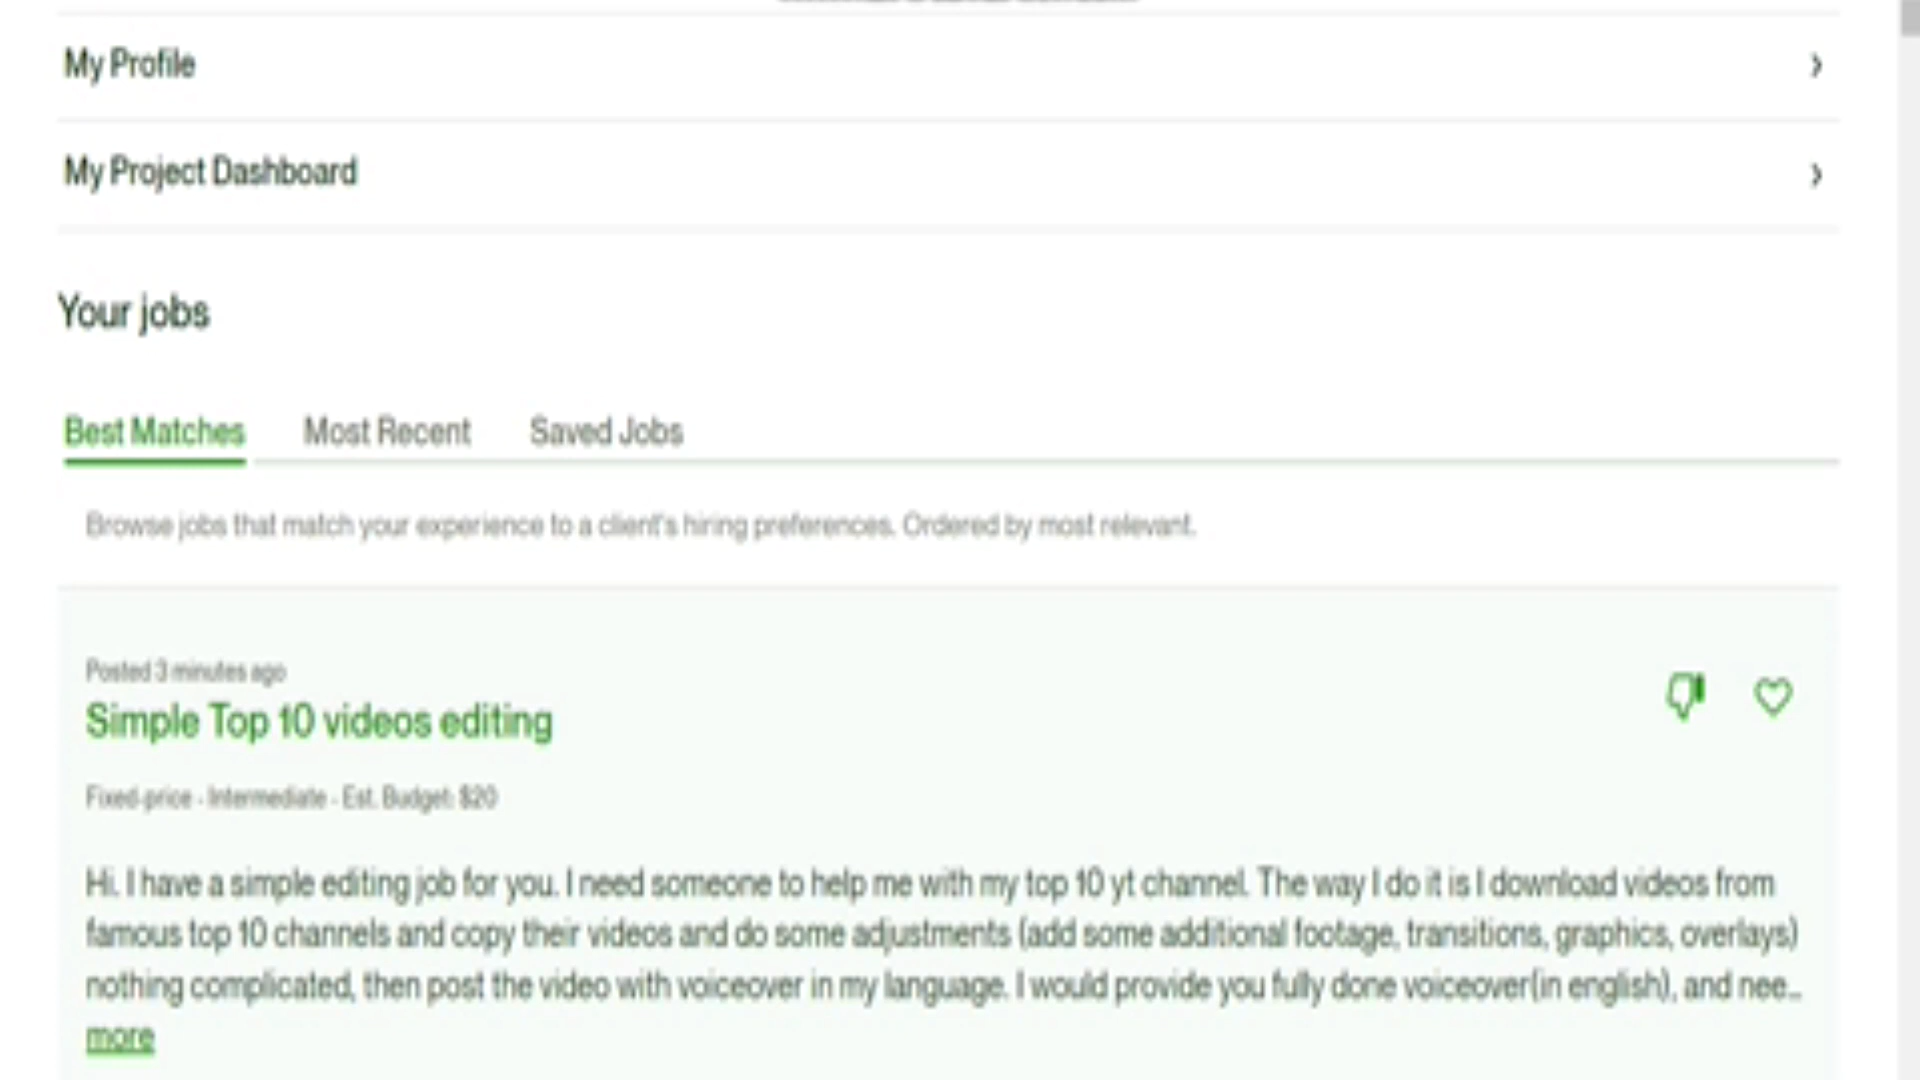 My Profile
My Project Dashboard
Your jobs
Best Matches Most Recent Saved Jobs
Browse jobs that match your experience to a client's hiring preferences. Ordered by most relevant.
Posted 3 minutes ago
Simple Top 10 videos editing
Fixed-price - Intermediate - Est. Budget: $20
Hi. I have a simple editing job for you. I need someone to help me with my top 10 yt channel. The way I do it is I download videos from
famous top 10 channels and copy their videos and do some adjustments (add some additional footage, transitions, graphics, overlays)
nothing complicated, then post the video with voiceover in my language. I would provide you fully done voiceover(in english), and nee...
more